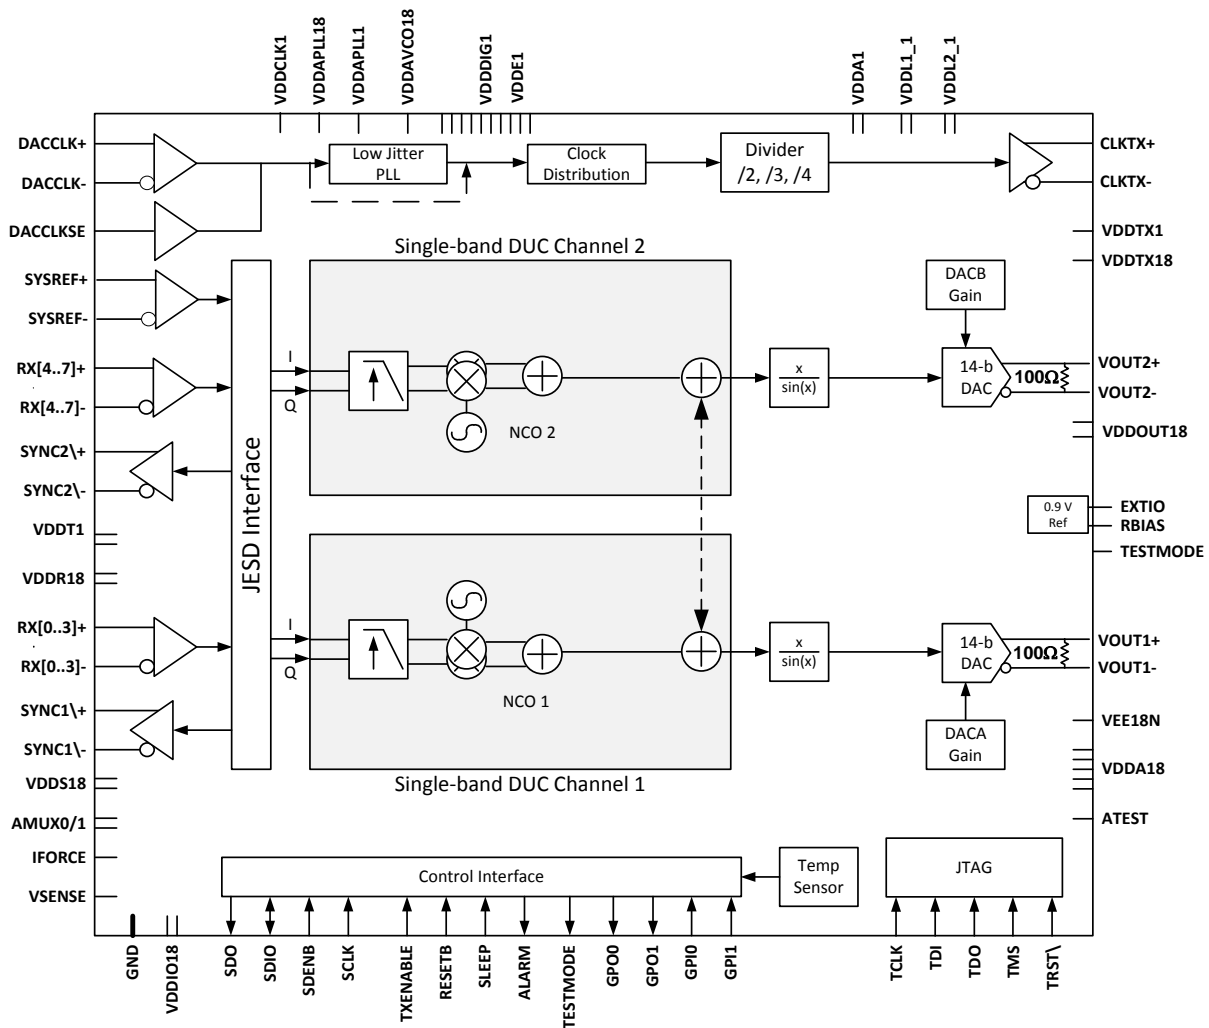 VDDCLK1
VDDAPLL18
VDDAPLL1
VDDAVCO18
VDDDIG1
VDDE1
VDDA1
VDDL1_1
VDDL2_1
DACCLK+
DACCLK-
DACCLKSE
SYSREF+
SYSREF-
RX[4..7]+
RX[4..7]-
SYNC2\+
SYNC2\-
VDDT1
VDDR18
RX[0..3]+
RX[0..3]-
SYNC1\+
SYNC1\-
VDDS18
AMUX0/1
IFORCE
VSENSE
Low Jitter
PLL
Clock
Distribution
Divider
/2, /3, /4
JESD Interface
Single-band DUC Channel 2
I
Q
NCO 2
x
sin(x)
DACB
Gain
14-b
DAC
100Ω
I
Q
NCO 1
Single-band DUC Channel 1
x
sin(x)
14-b
DAC
100Ω
DACA
Gain
0.9 V
Ref
CLKTX+
CLKTX-
VDDTX1
VDDTX18
VOUT2+
VOUT2-
VDDOUT18
EXTIO
RBIAS
TESTMODE
VOUT1+
VOUT1-
VEE18N
VDDA18
ATEST
Control Interface
Temp
Sensor
JTAG
GND
VDDIO18
SDO
SDIO
SDENB
SCLK
TXENABLE
RESETB
SLEEP
ALARM
TESTMODE
GPO0
GPO1
GPI0
GPI1
TCLK
TDI
TDO
TMS
TRST\